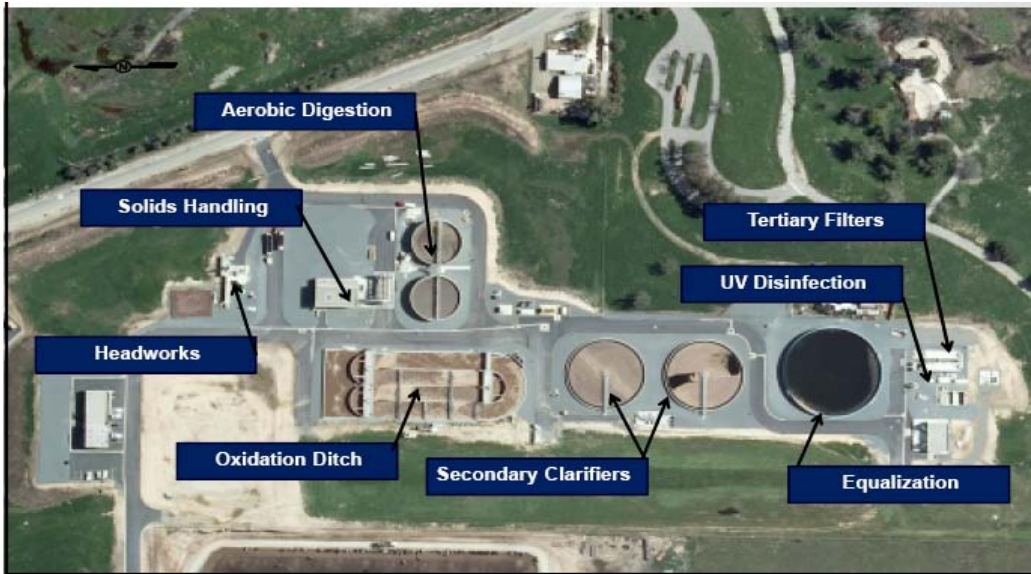 N
Aerobic Digestion
Solids Handling
Tertiary Filters
UV Disinfection
Headworks
Oxidation Ditch
Secondary Clarifiers
Equalization